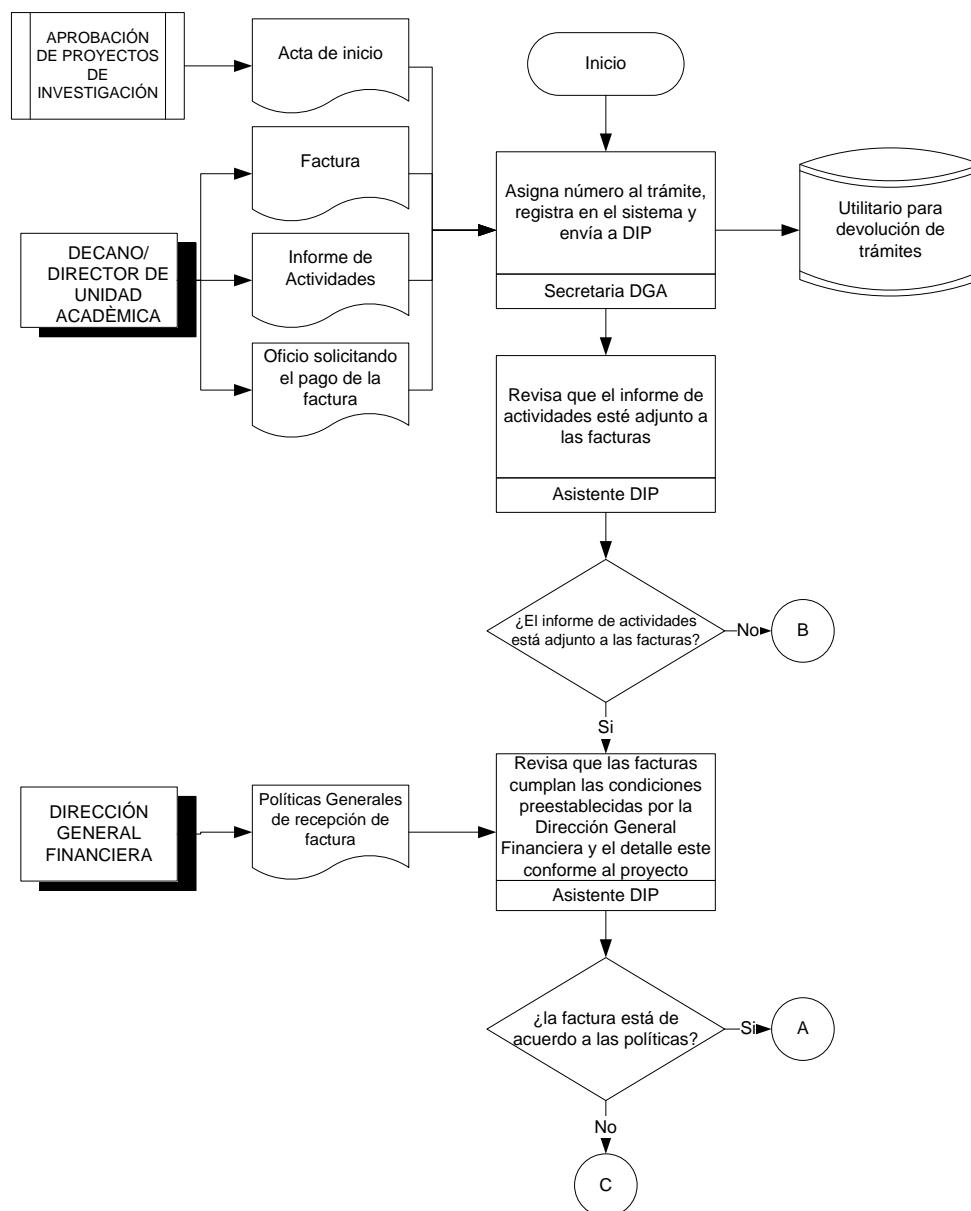 APROBACIÓN
DE PROYECTOS
DE
INVESTIGACIÓN
Acta de inicio
Inicio
Factura
Asigna número al trámite,
registra en el sistema y
envía a DIP
Secretaria DGA
Utilitario para
devolución de
trámites
DECANO/
DIRECTOR DE
UNIDAD
ACADÈMICA
Informe de
Actividades
Oficio solicitando
el pago de la
factura
Revisa que el informe de
actividades esté adjunto a
las facturas
Asistente DIP
¿El informe de actividades
está adjunto a las facturas?
No
B
Si
DIRECCIÓN
GENERAL
FINANCIERA
Políticas Generales
de recepción de
factura
Revisa que las facturas
cumplan las condiciones
preestablecidas por la
Dirección General
Financiera y el detalle este
conforme al proyecto
Asistente DIP
¿la factura está de
acuerdo a las políticas?
Si
A
No
C